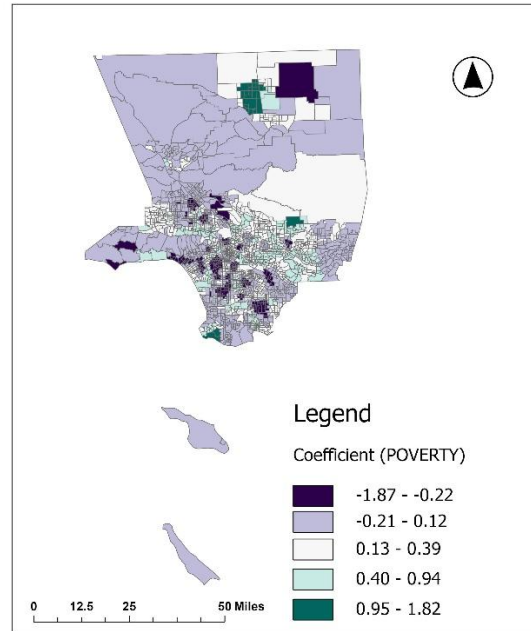 Legend
Coefficient (POVERTY)
-1.87 - -0.22
-0.21 - 0.12
0.13 - 0.39
0.40 - 0.94
0.95 - 1.82
0 12.5 25 50 Miles